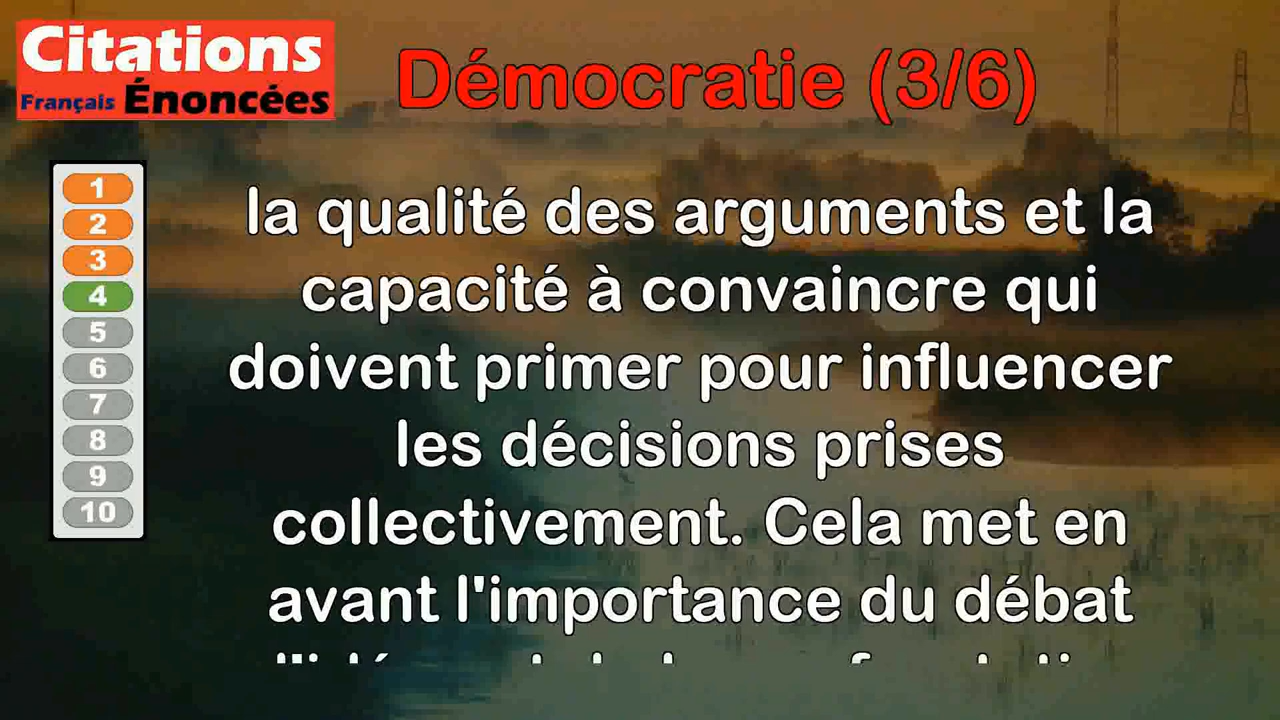 Citations
Français Énoncées
Démocratie (3/6)
1
2
3
4
5
6
7
8
9
10
la qualité des arguments et la
capacité à convaincre qui
doivent primer pour influencer
les décisions prises
collectivement. Cela met en
avant l'importance du débat